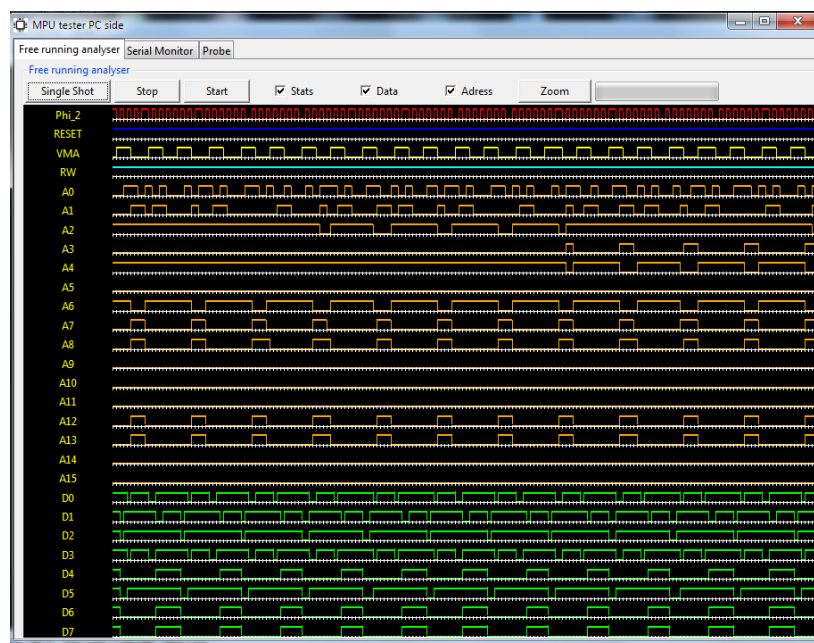 MPU tester PC side
Free running analyser Serial Monitor Probe
Free running analyser
Single Shot Stop Start Stats Data Adress Zoom
Phi_2
RESET
VMA
RW
A0
A1
A2
A3
A4
A5
A6
A7
A8
A9
A10
A11
A12
A13
A14
A15
D0
D1
D2
D3
D4
D5
D6
D7